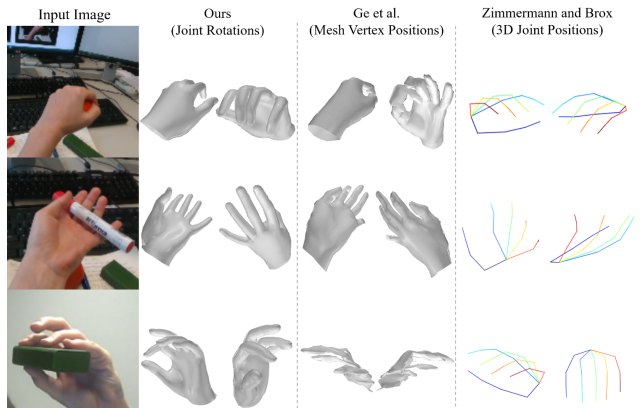 Input Image
Ours
(Joint Rotations)
Ge et al.
(Mesh Vertex Positions)
Zimmermann and Brox
(3D Joint Positions)